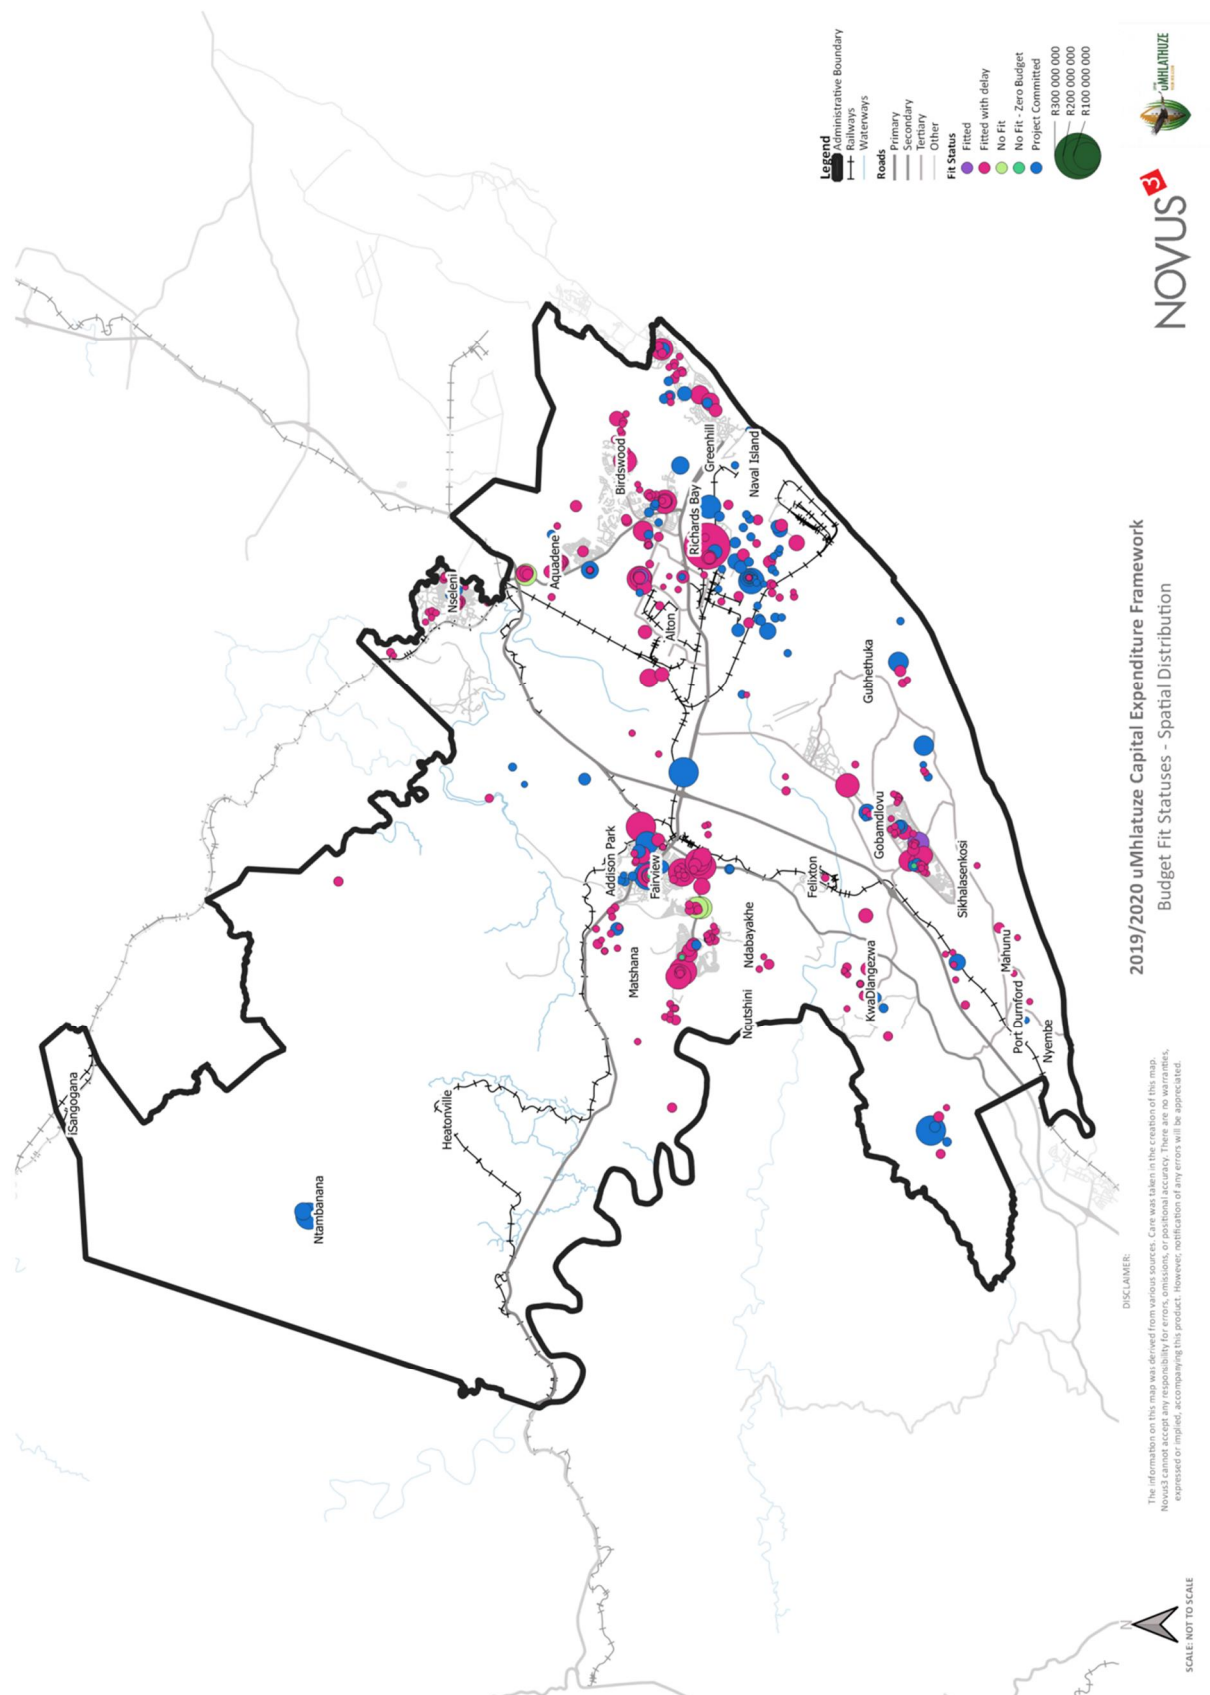 Legend
Administrative Boundary
Railways
Waterways
Roads
Primary
Secondary
Tertiary
Other
Fit Status
Fitted
Fitted with delay
No Fit
No Fit - Zero Budget
Project Committed
R300 000 000
R200 000 000
R100 000 000
uMHLATHUZE
NOVUS3
iSangogana
Ntambanana
Heatonville
Nseleni
Aquadene
Birdswood
Greenhill
Naval Island
Richards Bay
Alton
Gubhethuka
Addison Park
Fairview
Felixton
Gobamdlovu
Sikhalasenkosi
Matshana
Ndabayakhe
Nqutshini
KwaDlangezwa
Mahunu
Port Durnford
Nyembe
2019/2020 uMhlatuze Capital Expenditure Framework
Budget Fit Statuses - Spatial Distribution
DISCLAIMER:
The information on this map was derived from various sources. Care was taken in the creation of this map.
Novus3 cannot accept any responsibility for errors, omissions, or positional accuracy. There are no warranties,
expressed or implied, accompanying this product. However, notification of any errors will be appreciated.
N
SCALE: NOT TO SCALE